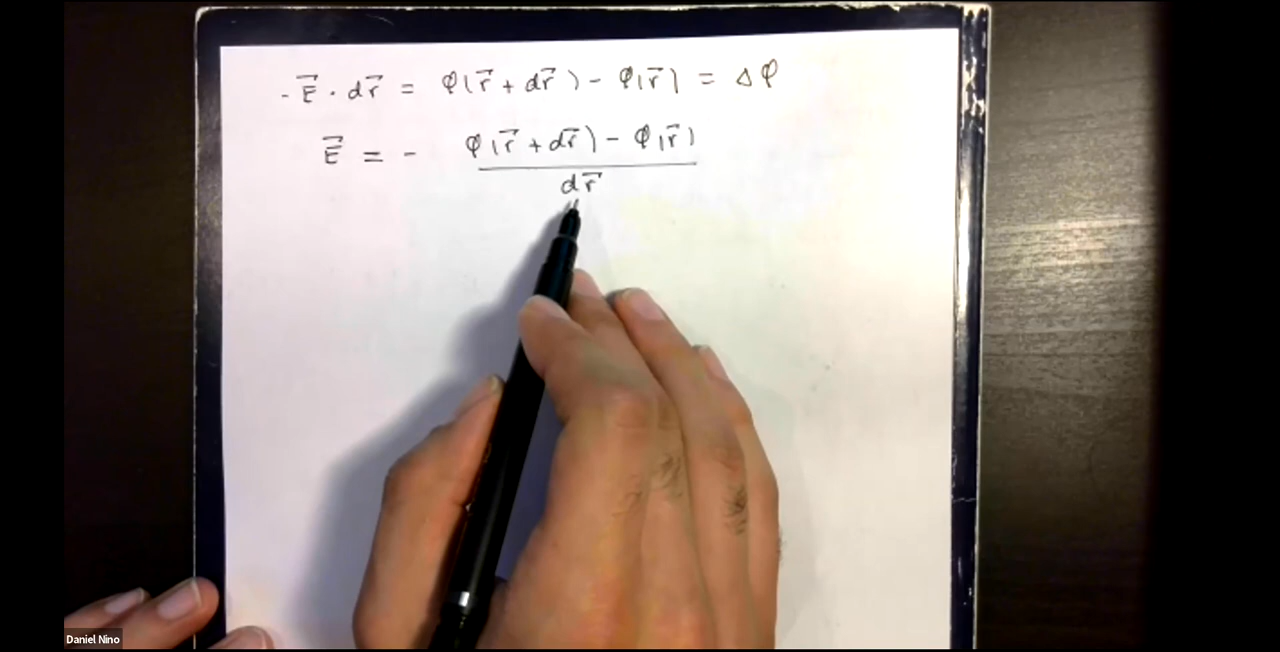 - E⃗ · dr⃗ = φ(r⃗ + dr⃗) - φ(r⃗) = Δφ
E⃗ = - φ(r⃗ + dr⃗) - φ(r⃗)
dr⃗
Daniel Nino